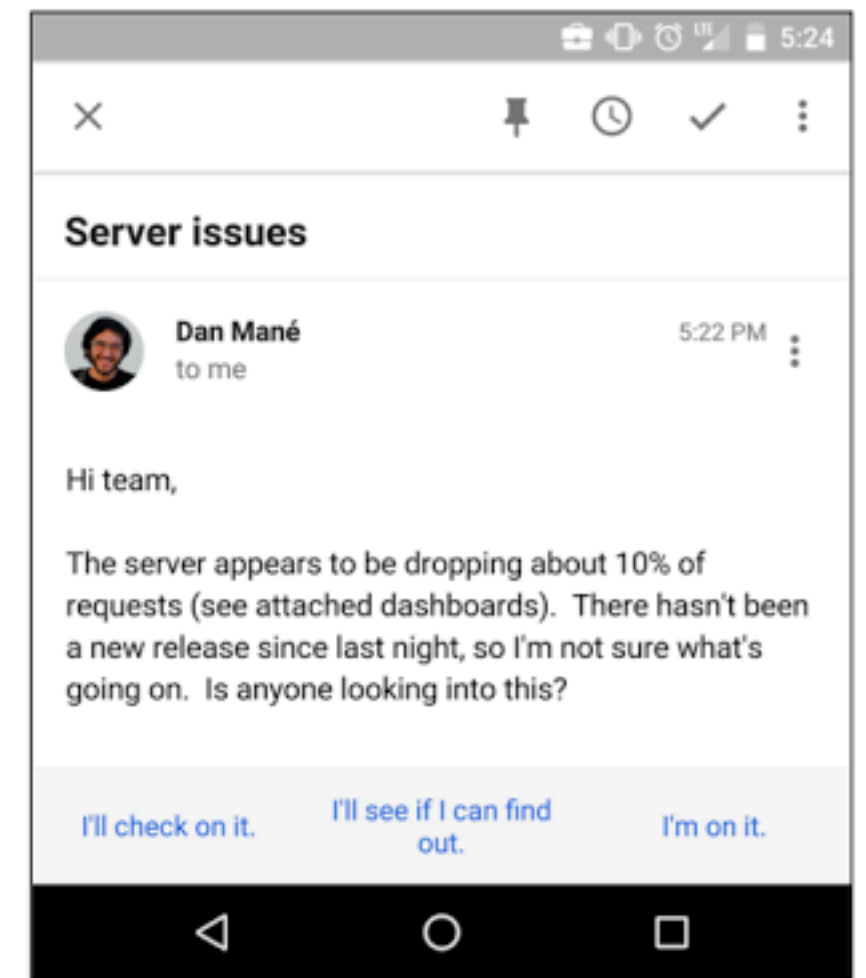 LTE 5:24
Server issues
Dan Mané
5:22 PM
to me
Hi team,
The server appears to be dropping about 10% of
requests (see attached dashboards).  There hasn't been
a new release since last night, so I'm not sure what's
going on.  Is anyone looking into this?
I'll check on it.
I'll see if I can find
out.
I'm on it.